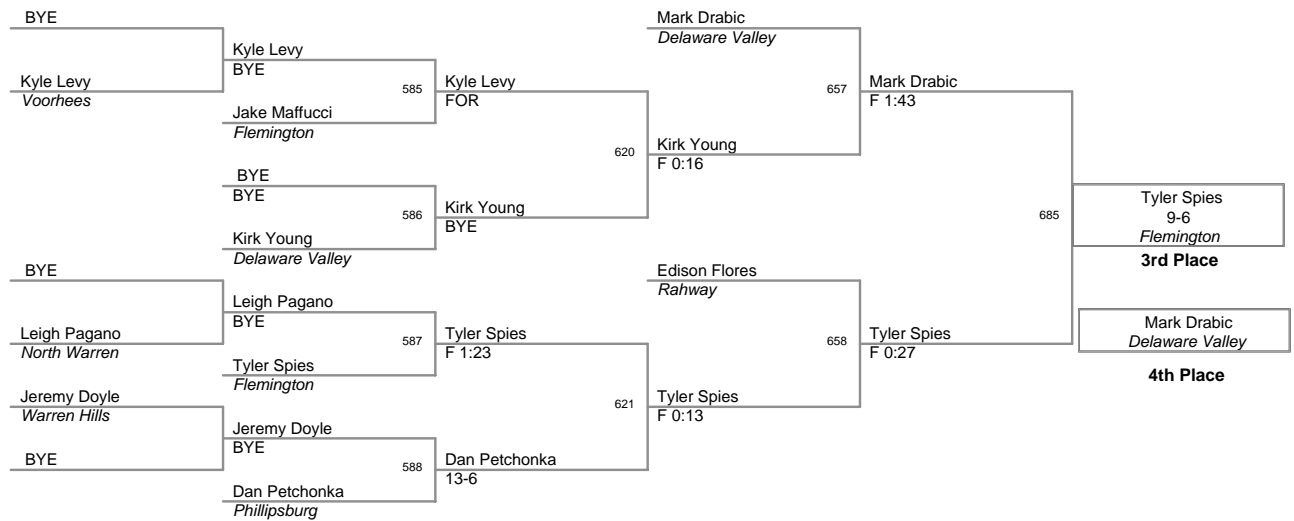 BYE
Kyle Levy
Voorhees
Kyle Levy
BYE
585
Jake Maffucci
Flemington
Kyle Levy
FOR
BYE
BYE
586
Kirk Young
Delaware Valley
Kirk Young
BYE
620
Mark Drabic
Delaware Valley
657
Kirk Young
F 0:16
Mark Drabic
F 1:43
BYE
Leigh Pagano
North Warren
Leigh Pagano
BYE
587
Tyler Spies
Flemington
Tyler Spies
F 1:23
Jeremy Doyle
Warren Hills
BYE
Jeremy Doyle
BYE
588
Dan Petchonka
Phillipsburg
Dan Petchonka
13-6
621
Edison Flores
Rahway
658
Tyler Spies
F 0:13
Tyler Spies
F 0:27
685
Tyler Spies
9-6
Flemington
3rd Place
Mark Drabic
Delaware Valley
4th Place